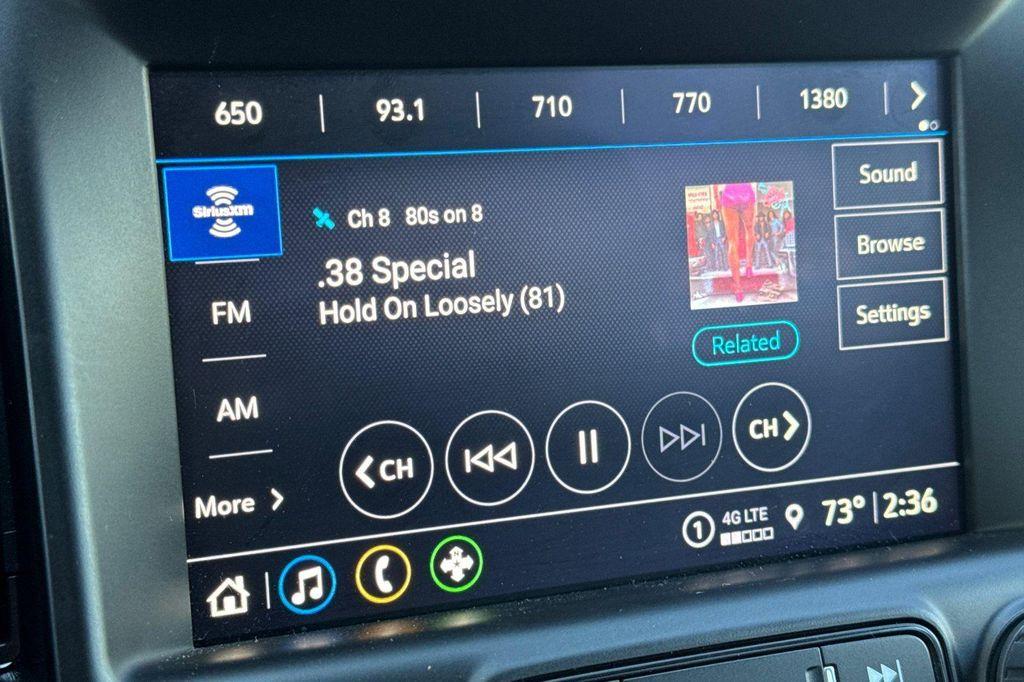 650 93.1 710 770 1380
SiriusXM
Ch 8 80s on 8
.38 Special
Hold On Loosely (81)
Related
Sound
Browse
Settings
FM
AM
More
CH CH
1 4G LTE 73° 2:36